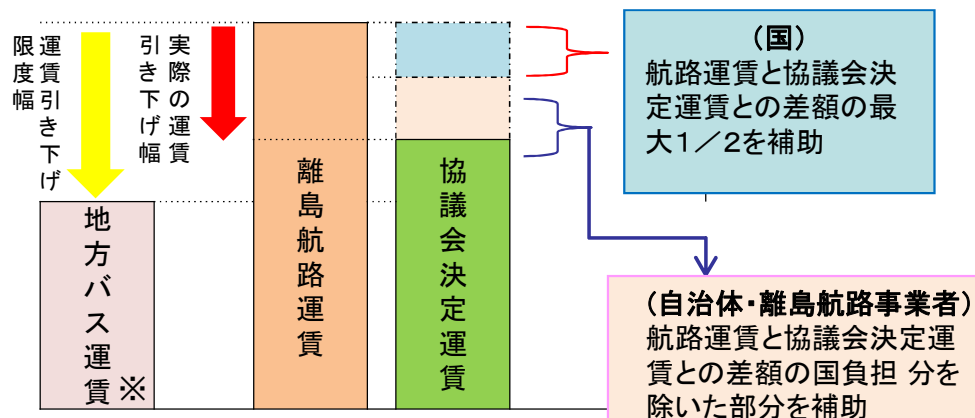 運賃引き下げ
限度幅
実際の運賃
引き下げ幅
地方バス運賃※
離島航路運賃
協議会決定運賃
(国)
航路運賃と協議会決
定運賃との差額の最
大1/2を補助
(自治体・離島航路事業者)
航路運賃と協議会決定運
賃との差額の国負担 分を
除いた部分を補助